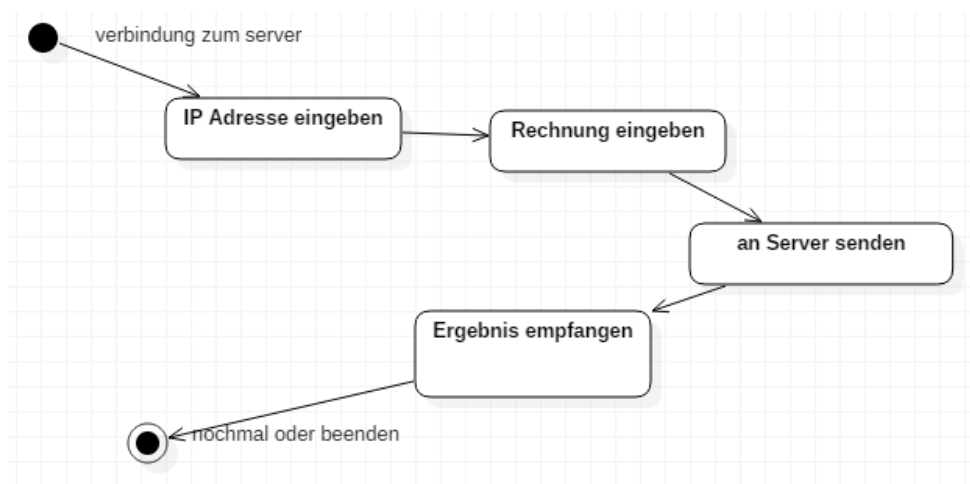 verbindung zum server
IP Adresse eingeben
Rechnung eingeben
an Server senden
Ergebnis empfangen
nochmal oder beenden